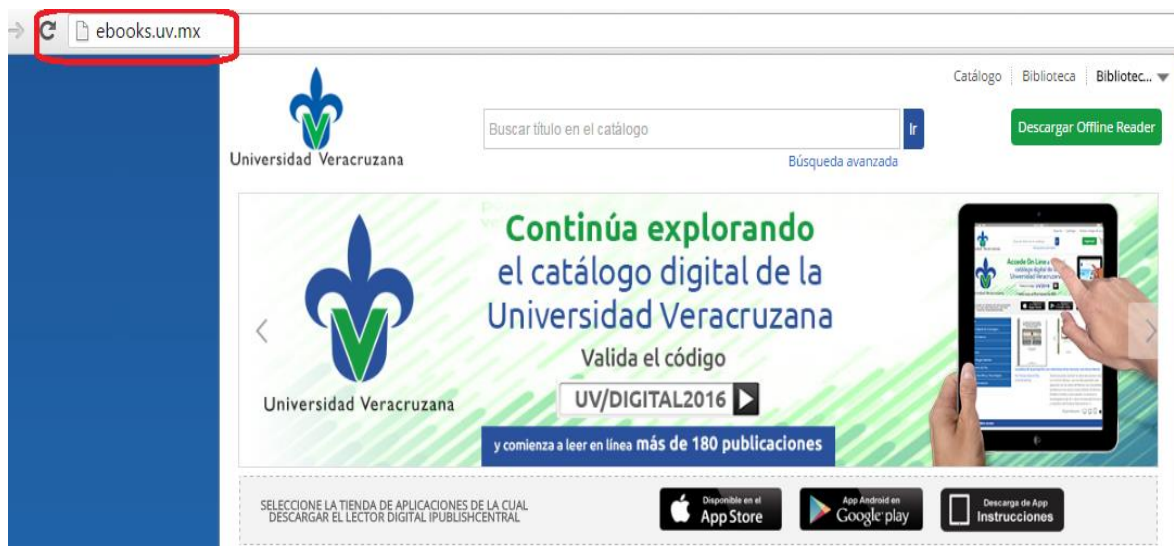 ebooks.uv.mx
Catálogo Biblioteca Bibliotec...
Universidad Veracruzana
Buscar título en el catálogo Ir
Descargar Offline Reader
Búsqueda avanzada
Continúa explorando
el catálogo digital de la
Universidad Veracruzana
Valida el código
UV/DIGITAL2016
y comienza a leer en línea más de 180 publicaciones
Universidad Veracruzana
SELECCIONE LA TIENDA DE APLICACIONES DE LA CUAL
DESCARGAR EL LECTOR DIGITAL IPUBLISHCENTRAL
Disponible en el
App Store
App Android en
Google play
Descarga de App
Instrucciones